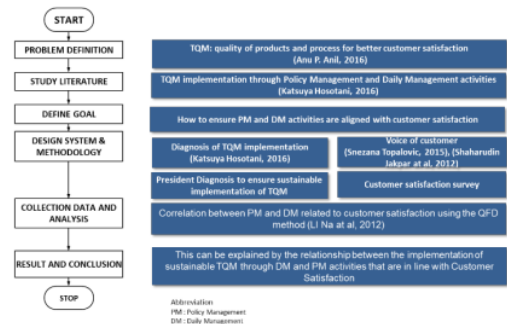 START
PROBLEM DEFINITION
TQM: quality of products and process for better customer satisfaction
(Anu P. Anil, 2016)
STUDY LITERATURE
TQM implementation through Policy Management and Daily Management activities
(Katsuya Hosotani, 2016)
DEFINE GOAL
How to ensure PM and DM activities are aligned with customer satisfaction
DESIGN SYSTEM &
METHODOLOGY
Diagnosis of TQM implementation
(Katsuya Hosotani, 2016)
Voice of customer
(Snezana Topalovic, 2015), (Shaharudin
Jakpar at al, 2012)
President Diagnosis to ensure sustainable
implementation of TQM
Customer satisfaction survey
COLLECTION DATA AND
ANALYSIS
Correlation between PM and DM related to customer satisfaction using the QFD
method (LI Na at al, 2012)
RESULT AND CONCLUSION
This can be explained by the relationship between the implementation of
sustainable TQM through DM and PM activities that are in line with Customer
Satisfaction
STOP
Abbreviation
PM : Policy Management
DM : Daily Management